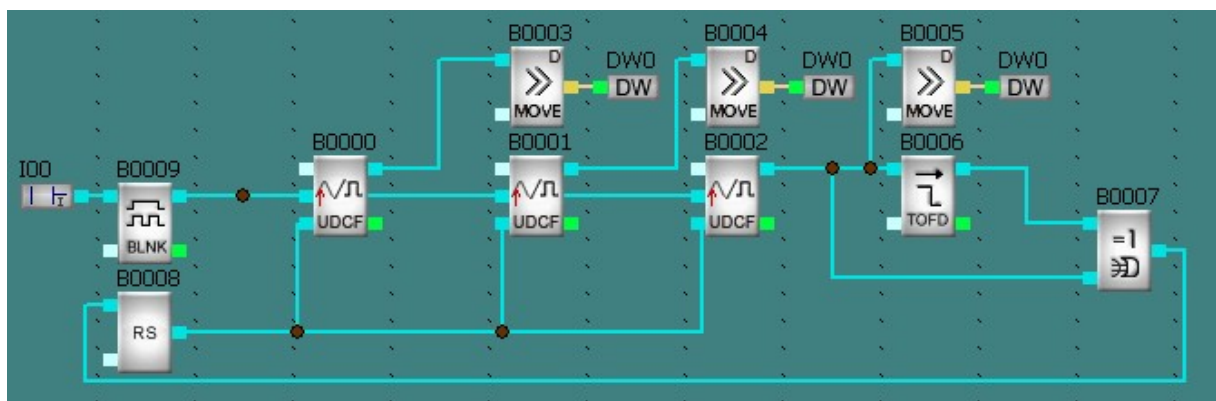 B0003 B0004 B0005
D DW0 D DW0 D DW0
DW DW DW
MOVE MOVE MOVE
B0000 B0001 B0002 B0006
I00 B0009
UDCF UDCF UDCF TOFD
B0007
BLNK
=1
B0008
RS